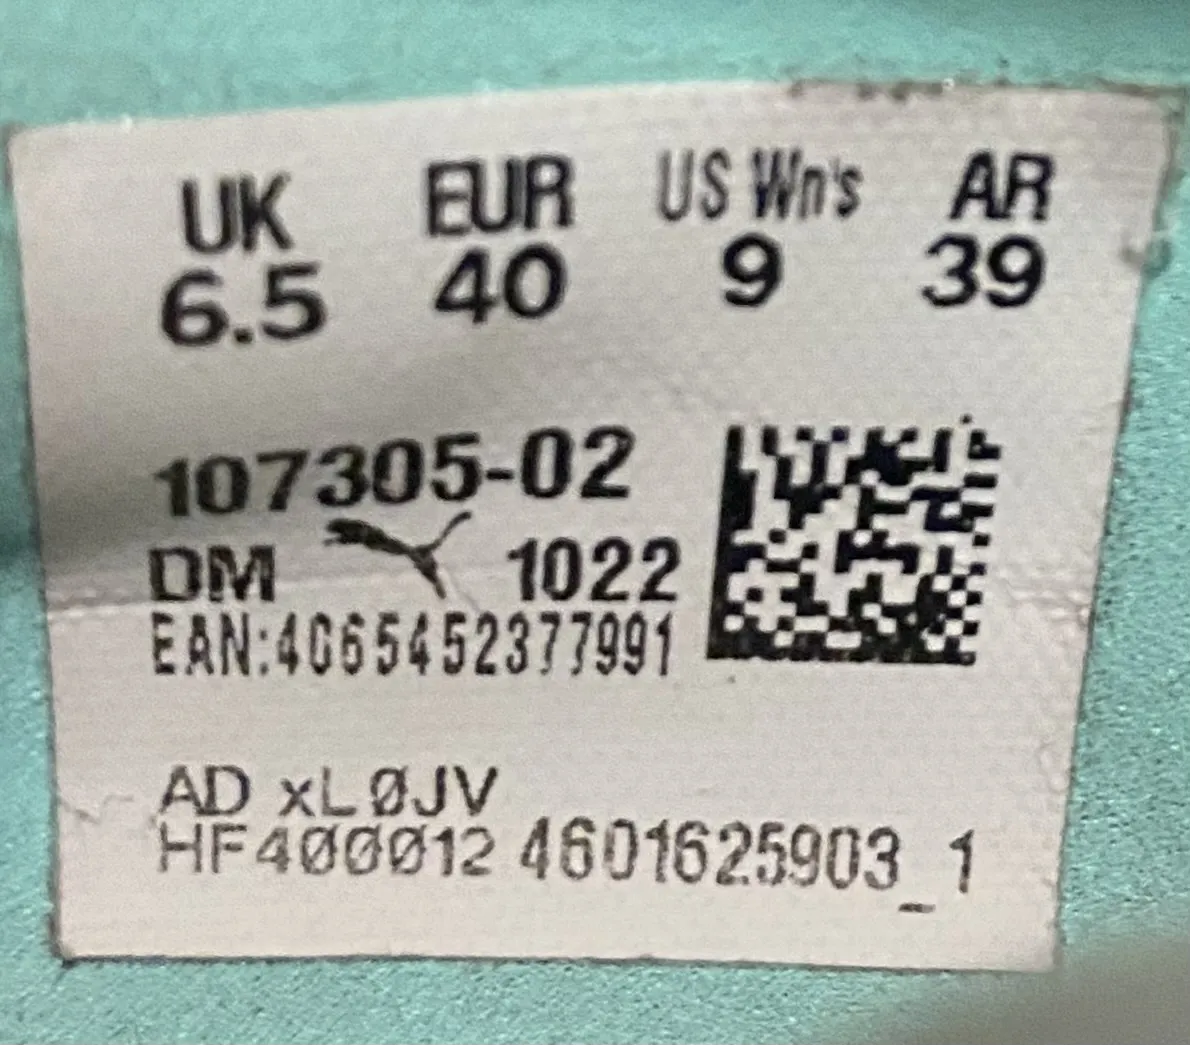 UK EUR US Wn's AR
6.5 40 9 39
107305-02
DM 1022
EAN:4065452377991
AD xLØJV
HF400012 4601625903_1